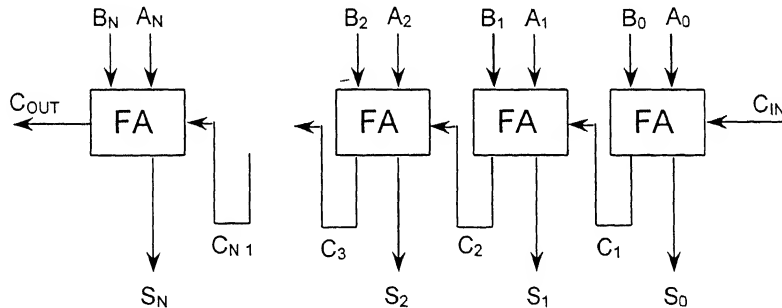 B_N A_N B_2 A_2 B_1 A_1 B_0 A_0
C_OUT FA FA FA FA C_IN
C_N 1 C_3 C_2 C_1
S_N S_2 S_1 S_0